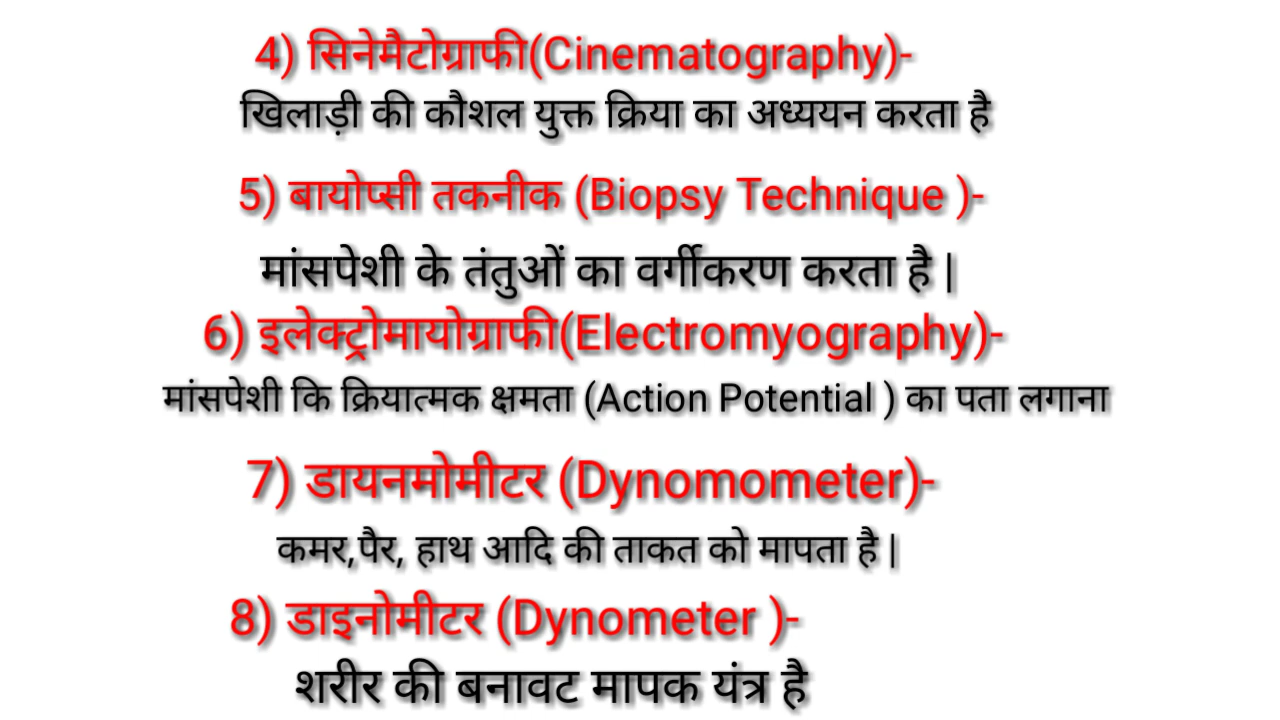 4) सिनेमैटोग्राफी(Cinematography)-
खिलाड़ी की कौशल युक्त क्रिया का अध्ययन करता है
5) बायोप्सी तकनीक (Biopsy Technique )-
मांसपेशी के तंतुओं का वर्गीकरण करता है |
6) इलेक्ट्रोमायोग्राफी(Electromyography)-
मांसपेशी कि क्रियात्मक क्षमता (Action Potential ) का पता लगाना
7) डायनमोमीटर (Dynomometer)-
कमर,पैर, हाथ आदि की ताकत को मापता है |
8) डाइनोमीटर (Dynometer )-
शरीर की बनावट मापक यंत्र है